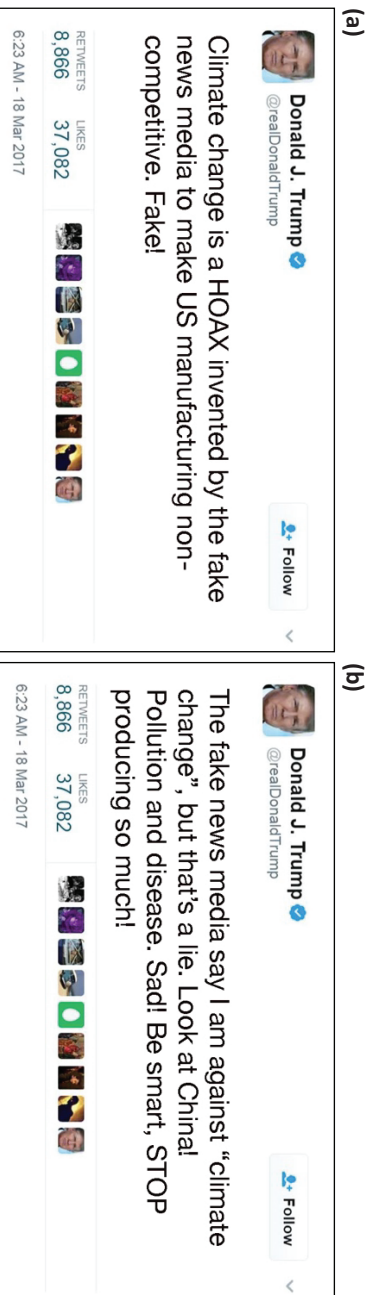 (a)
Donald J. Trump
@realDonaldTrump
Follow
Climate change is a HOAX invented by the fake
news media to make US manufacturing non-
competitive. Fake!
RETWEETS LIKES
8,866 37,082
6:23 AM - 18 Mar 2017
(b)
Donald J. Trump
@realDonaldTrump
Follow
The fake news media say I am against “climate
change”, but that's a lie. Look at China!
Pollution and disease. Sad! Be smart, STOP
producing so much!
RETWEETS LIKES
8,866 37,082
6:23 AM - 18 Mar 2017